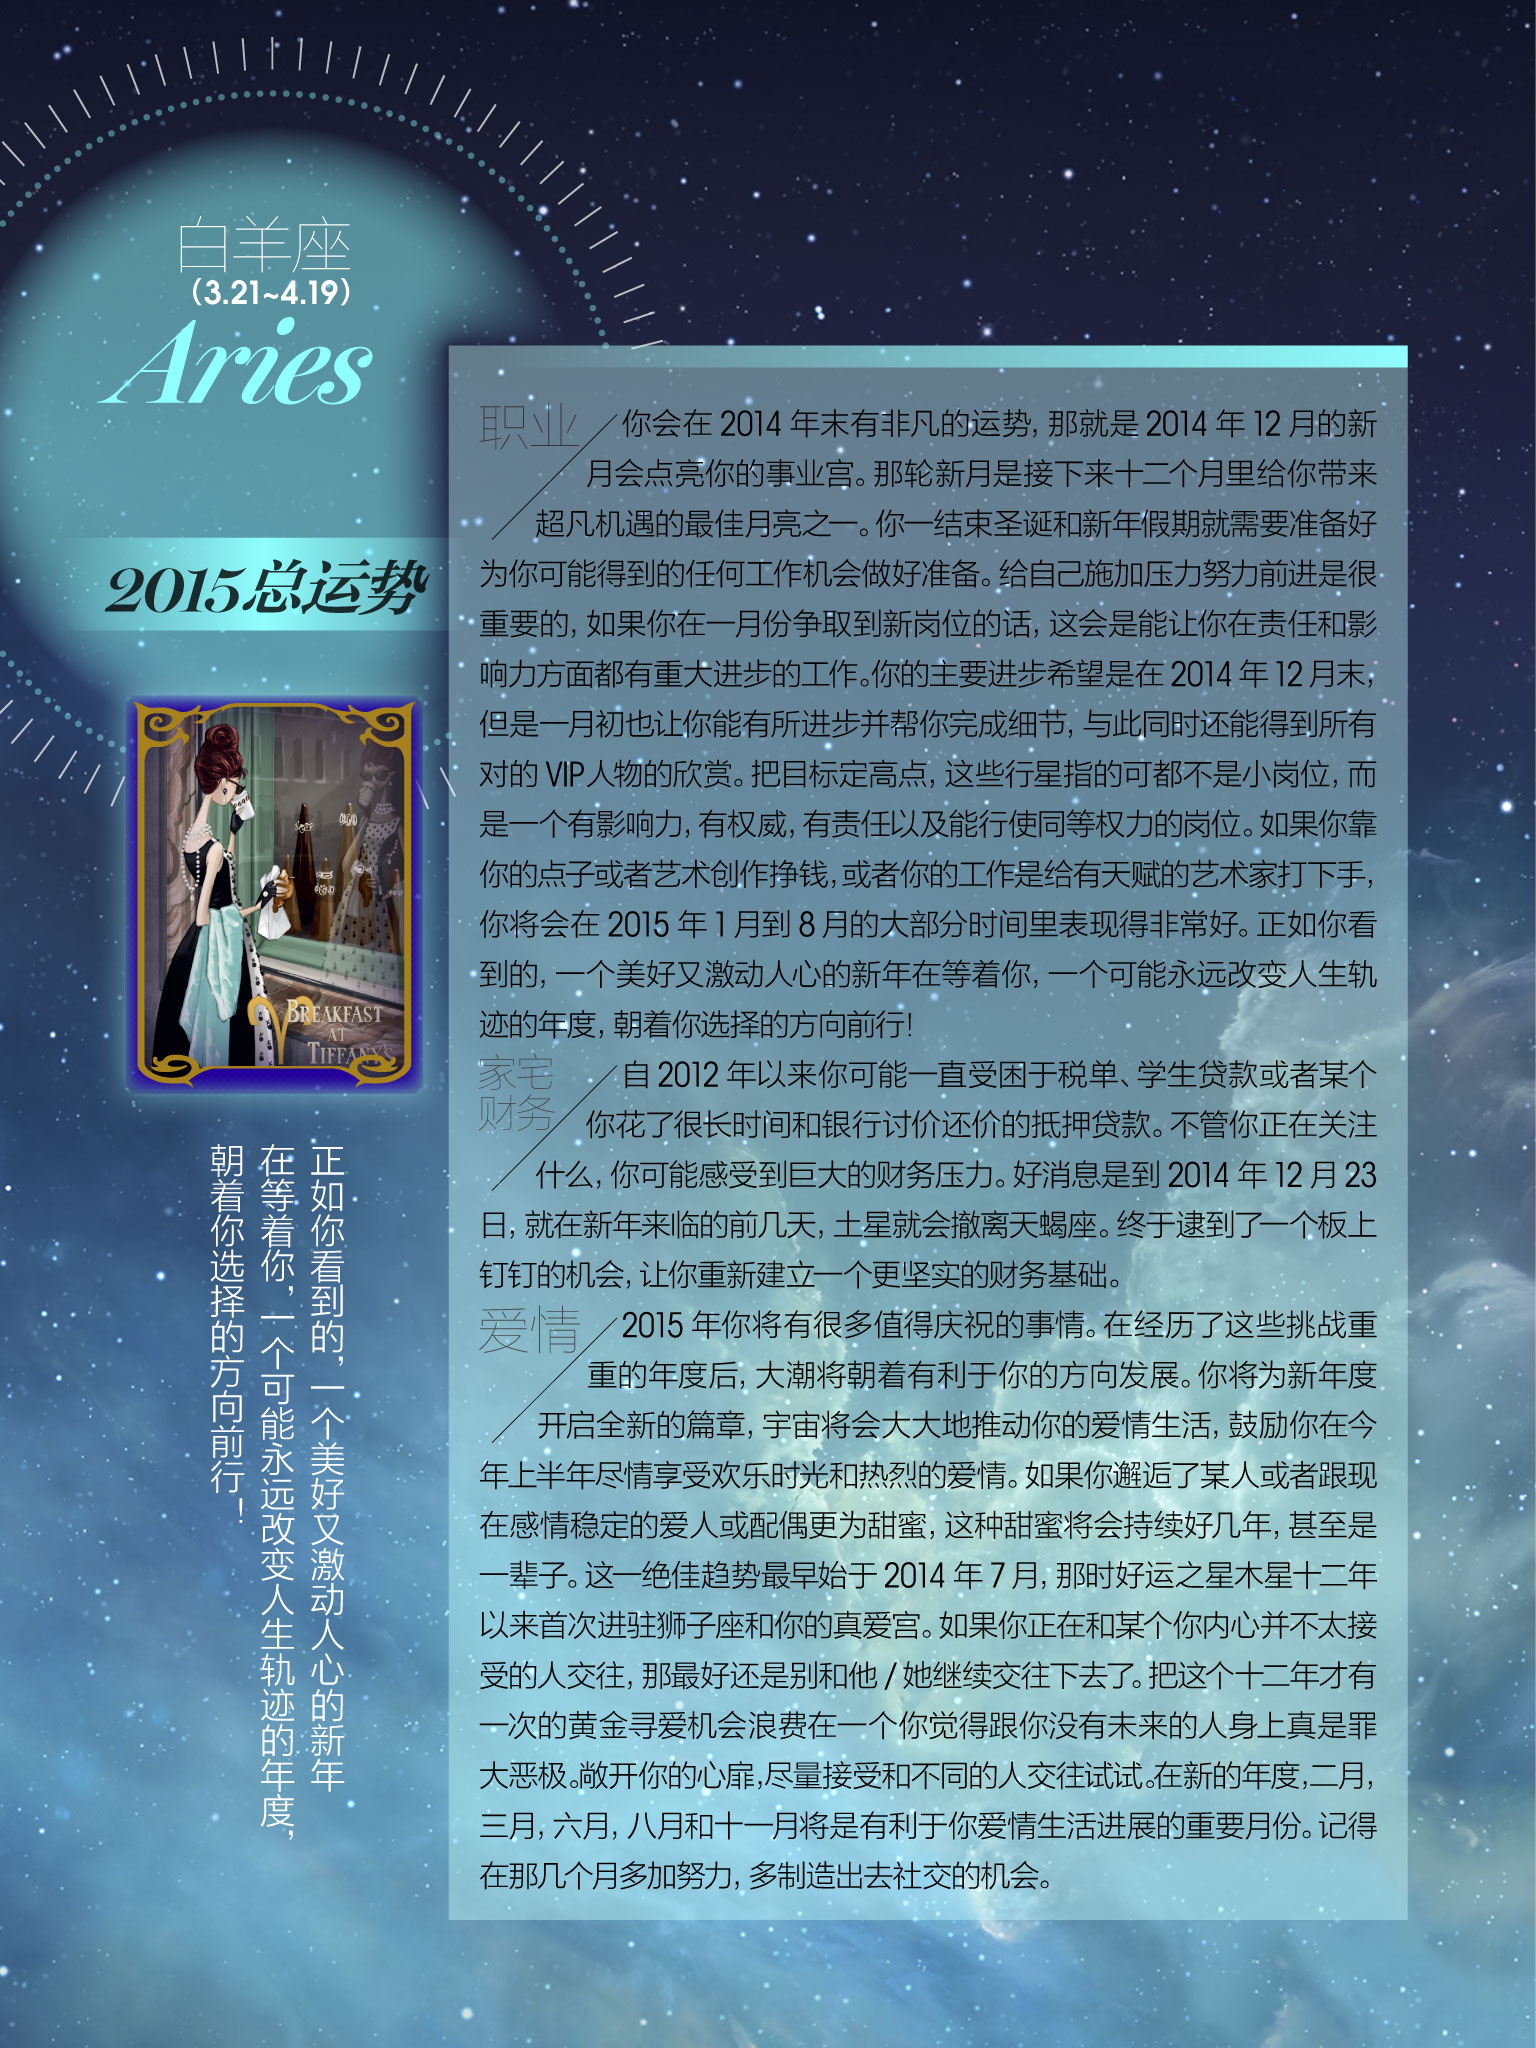 白羊座
(3.21~4.19)
Aries
2015总运势
BREAKFAST
AT
TIFFANY'S
正如你看到的，一个美好又激动人心的新年
在等着你，一个可能永远改变人生轨迹的年度，
朝着你选择的方向前行！
职业
你会在 2014 年末有非凡的运势，那就是 2014 年 12 月的新
月会点亮你的事业宫。那轮新月是接下来十二个月里给你带来
超凡机遇的最佳月亮之一。你一结束圣诞和新年假期就需要准备好
为你可能得到的任何工作机会做好准备。给自己施加压力努力前进是很
重要的，如果你在一月份争取到新岗位的话，这会是能让你在责任和影
响力方面都有重大进步的工作。你的主要进步希望是在 2014 年 12 月末，
但是一月初也让你能有所进步并帮你完成细节，与此同时还能得到所有
对的 VIP 人物的欣赏。把目标定高点，这些行星指的可都不是小岗位，而
是一个有影响力，有权威，有责任以及能行使同等权力的岗位。如果你靠
你的点子或者艺术创作挣钱，或者你的工作是给有天赋的艺术家打下手，
你将会在 2015 年 1 月到 8 月的大部分时间里表现得非常好。正如你看
到的，一个美好又激动人心的新年在等着你，一个可能永远改变人生轨
迹的年度，朝着你选择的方向前行！
家宅
财务
自 2012 年以来你可能一直受困于税单、学生贷款或者某个
你花了很长时间和银行讨价还价的抵押贷款。不管你正在关注
什么，你可能感受到巨大的财务压力。好消息是到 2014 年 12 月 23
日，就在新年来临的前几天，土星就会撤离天蝎座。终于逮到了一个板上
钉钉的机会，让你重新建立一个更坚实的财务基础。
爱情
2015 年你将有很多值得庆祝的事情。在经历了这些挑战重
重的年度后，大潮将朝着有利于你的方向发展。你将为新年度
开启全新的篇章，宇宙将会大大地推动你的爱情生活，鼓励你在今
年上半年尽情享受欢乐时光和热烈的爱情。如果你邂逅了某人或者跟现
在感情稳定的爱人或配偶更为甜蜜，这种甜蜜将会持续好几年，甚至是
一辈子。这一绝佳趋势最早始于 2014 年 7 月，那时好运之星木星十二年
以来首次进驻狮子座和你的真爱宫。如果你正在和某个你内心并不太接
受的人交往，那最好还是别和他 / 她继续交往下去了。把这个十二年才有
一次的黄金寻爱机会浪费在一个你觉得跟你没有未来的人身上真是罪
大恶极。敞开你的心扉，尽量接受和不同的人交往试试。在新的年度，二月，
三月，六月，八月和十一月将是有利于你爱情生活进展的重要月份。记得
在那几个月多加努力，多制造出去社交的机会。